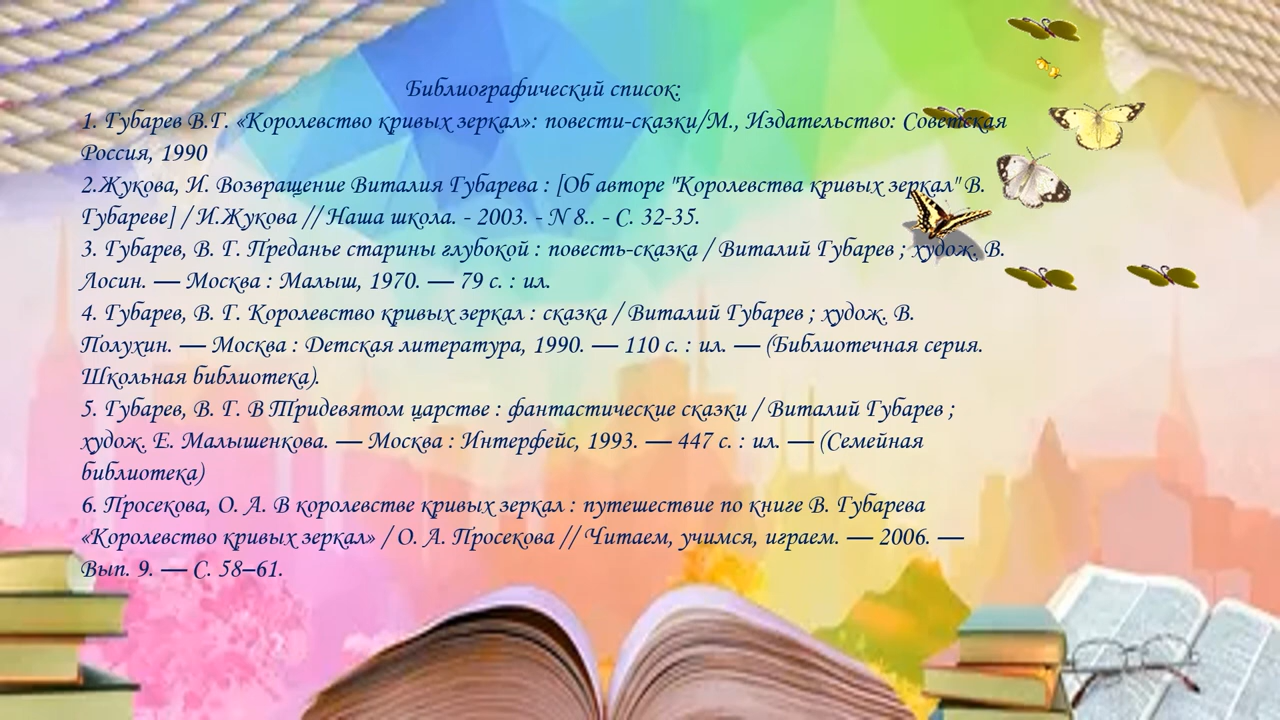 Библиографический список:
1. Губарев В.Г. «Королевство кривых зеркал»: повести-сказки/М., Издательство: Советская
Россия, 1990
2.Жукова, И. Возвращение Виталия Губарева : [Об авторе "Королевства кривых зеркал" В.
Губареве] / И.Жукова // Наша школа. - 2003. - N 8.. - С. 32-35.
3. Губарев, В. Г. Преданье старины глубокой : повесть-сказка / Виталий Губарев ; худож. В.
Лосин. — Москва : Малыш, 1970. — 79 с. : ил.
4. Губарев, В. Г. Королевство кривых зеркал : сказка / Виталий Губарев ; худож. В.
Полухин. — Москва : Детская литература, 1990. — 110 с. : ил. — (Библиотечная серия.
Школьная библиотека).
5. Губарев, В. Г. В Тридевятом царстве : фантастические сказки / Виталий Губарев ;
худож. Е. Малышенкова. — Москва : Интерфейс, 1993. — 447 с. : ил. — (Семейная
библиотека)
6. Просекова, О. А. В королевстве кривых зеркал : путешествие по книге В. Губарева
«Королевство кривых зеркал» / О. А. Просекова // Читаем, учимся, играем. — 2006. —
Вып. 9. — С. 58–61.